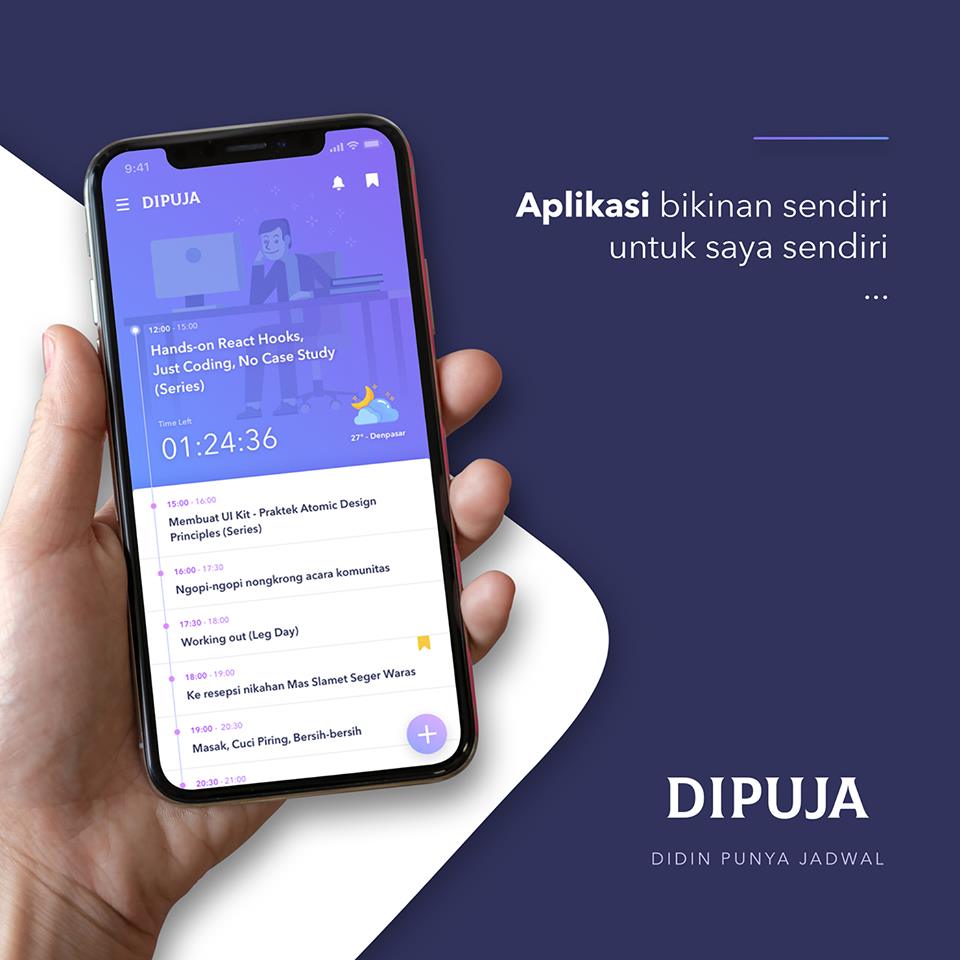 9:41
DIPUJA
12:00 - 15:00
Hands-on React Hooks,
Just Coding, No Case Study
(Series)
Time Left
01:24:36
27° - Denpasar
15:00 - 16:00
Membuat UI Kit - Praktek Atomic Design
Principles (Series)
16:00 - 17:30
Ngopi-ngopi nongkrong acara komunitas
17:30 - 18:00
Working out (Leg Day)
18:00 - 19:00
Ke resepsi nikahan Mas Slamet Seger Waras
19:00 - 20:30
Masak, Cuci Piring, Bersih-bersih
20:30 - 21:00
Aplikasi bikinan sendiri
untuk saya sendiri
...
DIPUJA
DIDIN PUNYA JADWAL